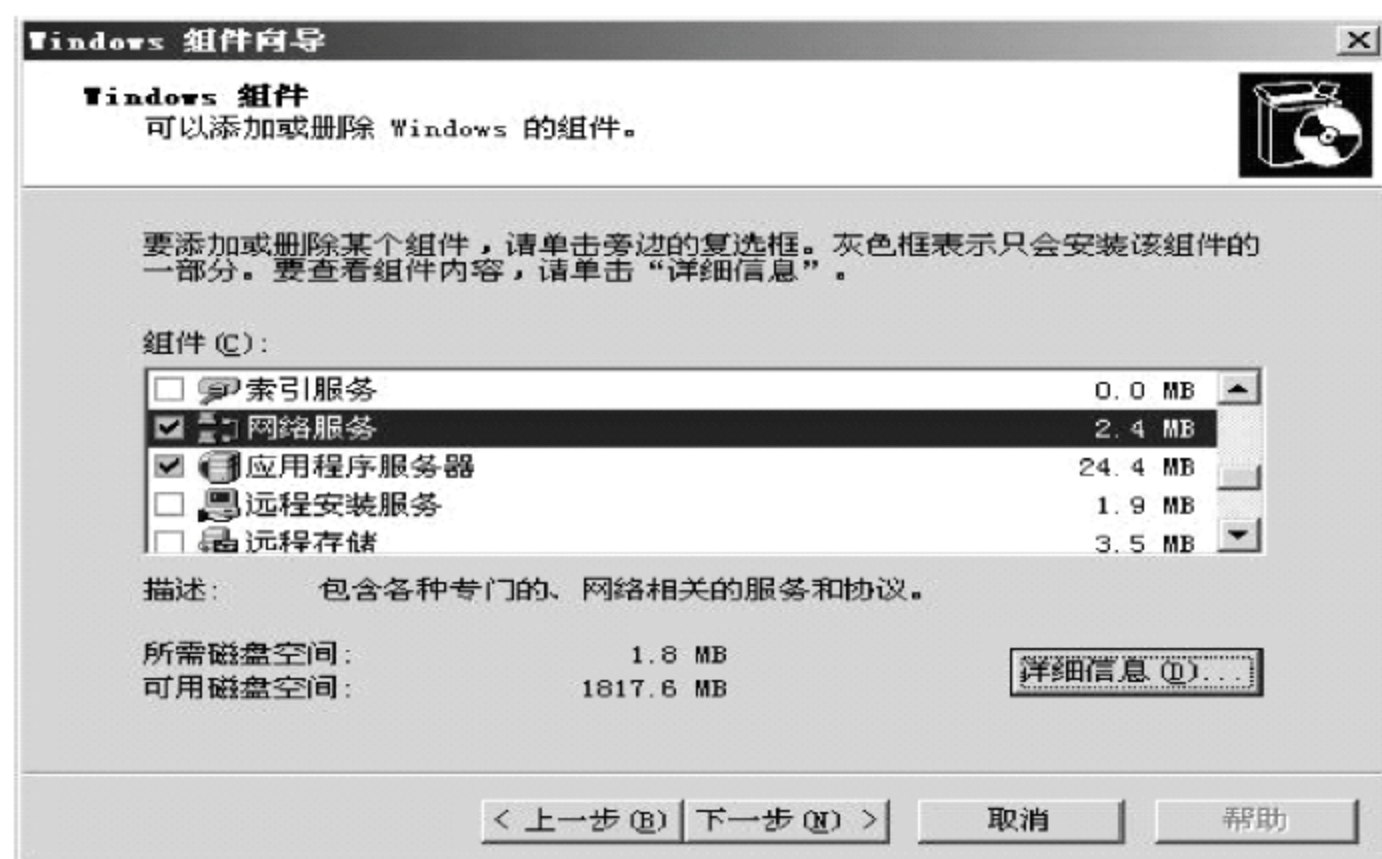 Windows 组件向导
Windows 组件
可以添加或删除 Windows 的组件。
要添加或删除某个组件，请单击旁边的复选框。灰色框表示只会安装该组件的
一部分。要查看组件内容，请单击“详细信息”。
组件(C):
索引服务 0.0 MB
网络服务 2.4 MB
应用程序服务器 24.4 MB
远程安装服务 1.9 MB
远程存储 3.5 MB
描述: 包含各种专门的、网络相关的服务和协议。
所需磁盘空间: 1.8 MB
可用磁盘空间: 1817.6 MB
详细信息(D)...
< 上一步(B) 下一步(N) > 取消 帮助